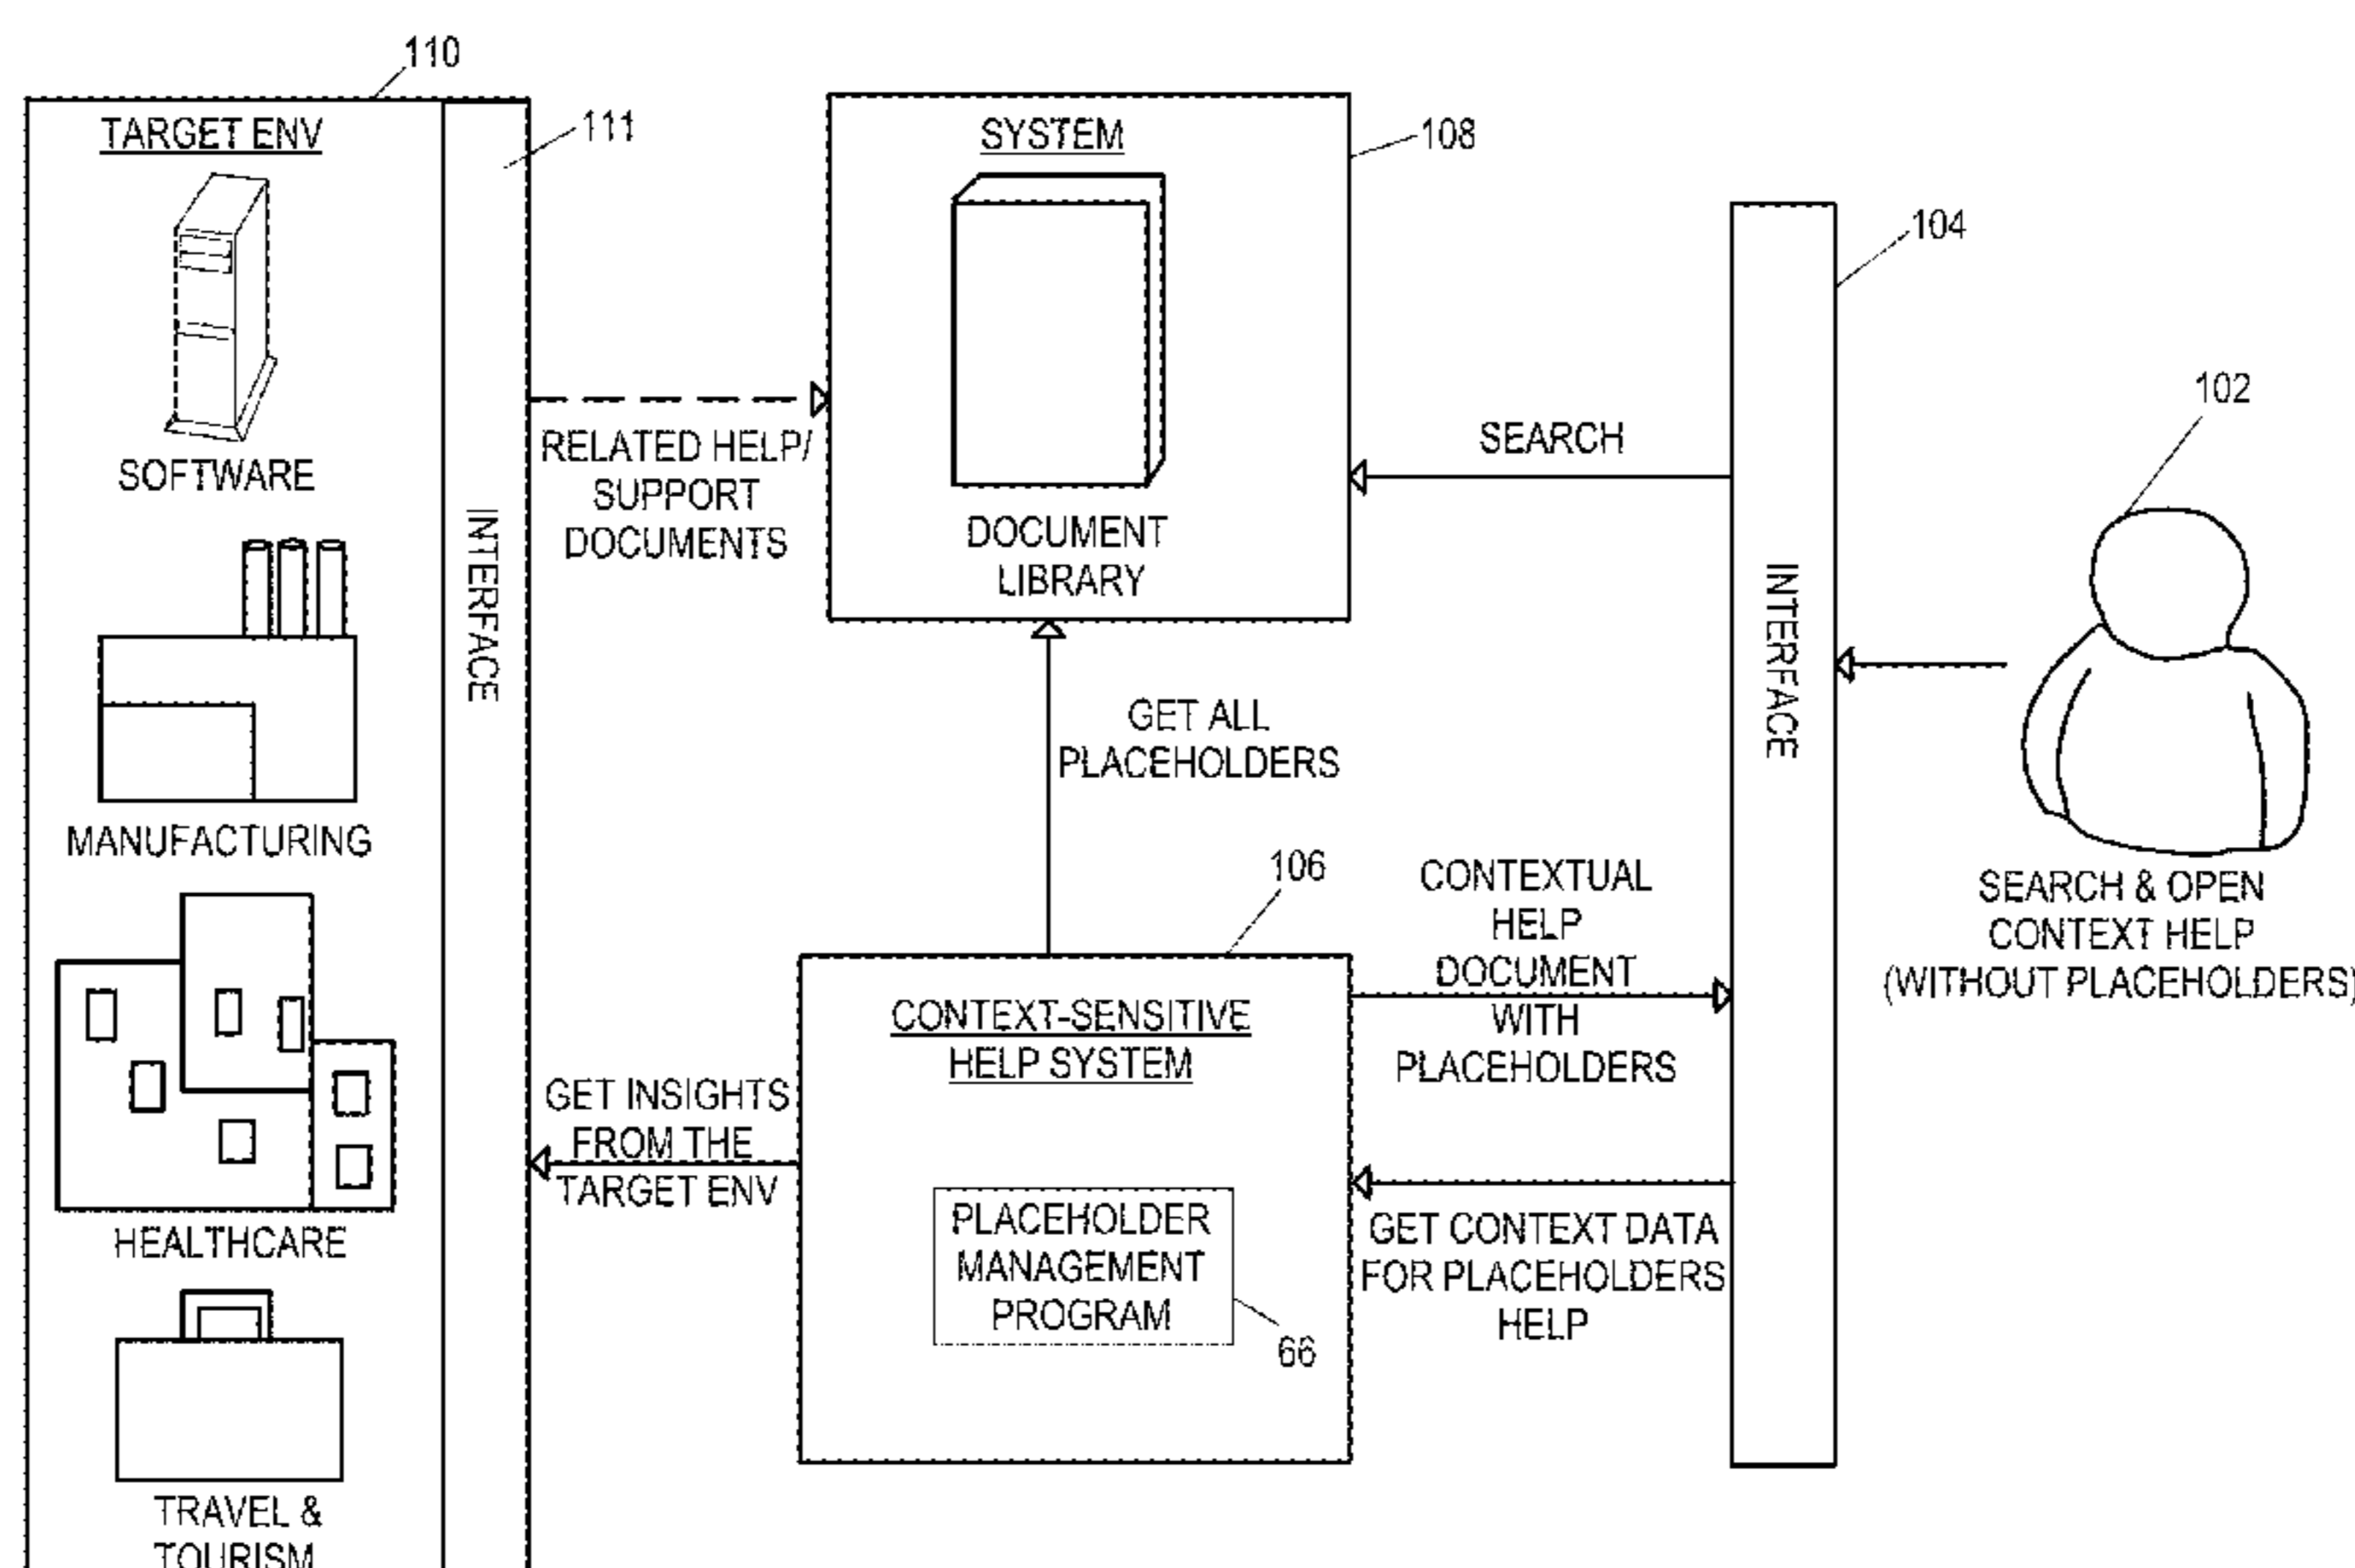 110
TARGET ENV
111
SOFTWARE
MANUFACTURING
HEALTHCARE
TRAVEL &
TOURISM
INTERFACE
RELATED HELP/
SUPPORT
DOCUMENTS
SYSTEM
108
DOCUMENT
LIBRARY
SEARCH
104
INTERFACE
102
SEARCH & OPEN
CONTEXT HELP
(WITHOUT PLACEHOLDERS)
GET ALL
PLACEHOLDERS
106
CONTEXTUAL
HELP
DOCUMENT
WITH
PLACEHOLDERS
CONTEXT-SENSITIVE
HELP SYSTEM
GET INSIGHTS
FROM THE
TARGET ENV
PLACEHOLDER
MANAGEMENT
PROGRAM
66
GET CONTEXT DATA
FOR PLACEHOLDERS
HELP